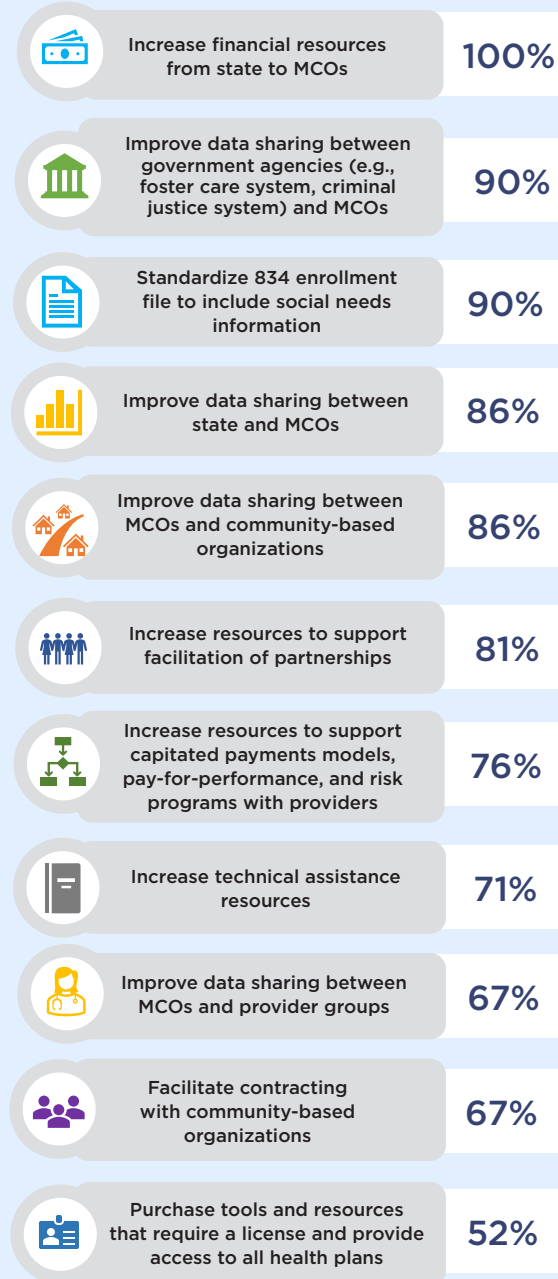 Increase financial resources
from state to MCOs
100%
Improve data sharing between
government agencies (e.g.,
foster care system, criminal
justice system) and MCOs
90%
Standardize 834 enrollment
file to include social needs
information
90%
Improve data sharing between
state and MCOs
86%
Improve data sharing between
MCOs and community-based
organizations
86%
Increase resources to support
facilitation of partnerships
81%
Increase resources to support
capitated payments models,
pay-for-performance, and risk
programs with providers
76%
Increase technical assistance
resources
71%
Improve data sharing between
MCOs and provider groups
67%
Facilitate contracting
with community-based
organizations
67%
Purchase tools and resources
that require a license and provide
access to all health plans
52%